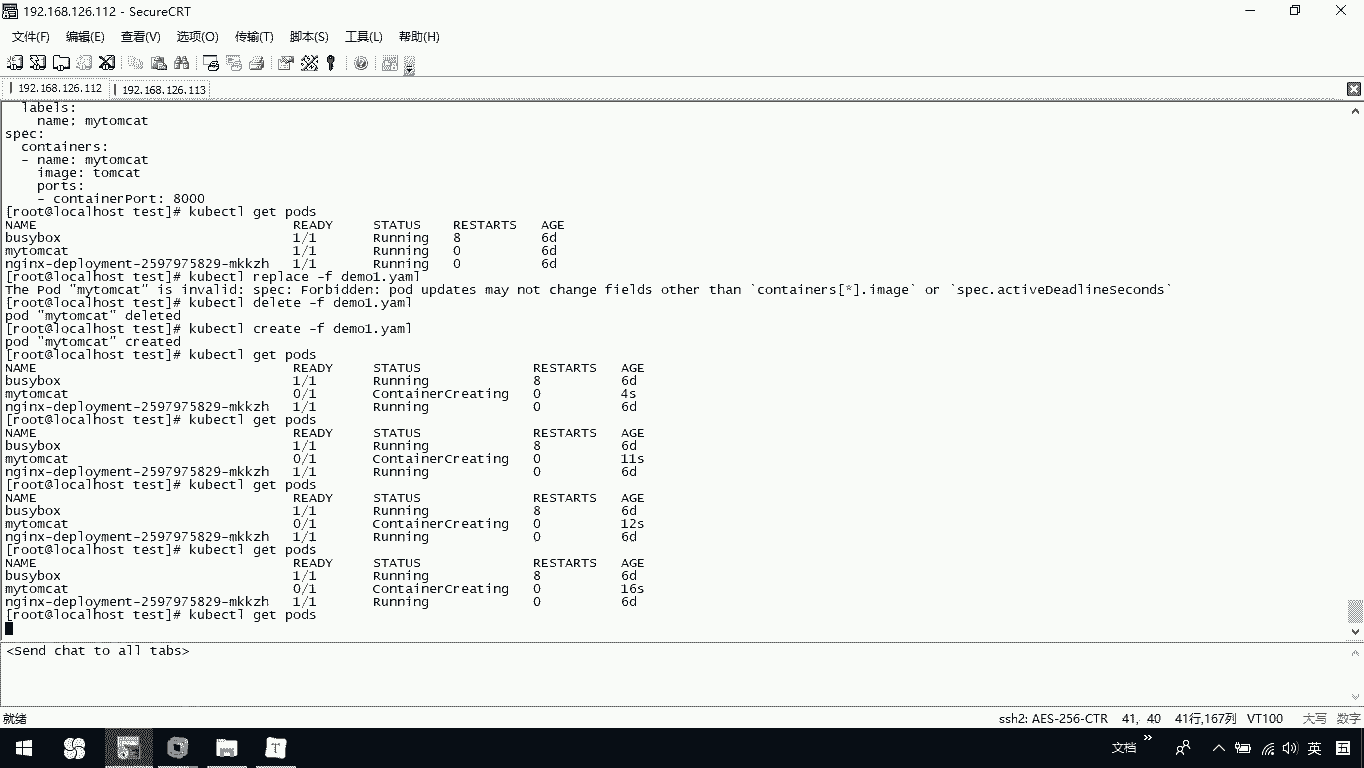 192.168.126.112 - SecureCRT
文件(F) 编辑(E) 查看(V) 选项(O) 传输(T) 脚本(S) 工具(L) 帮助(H)
192.168.126.112 192.168.126.113
labels:
name: mytomcat
spec:
containers:
- name: mytomcat
image: tomcat
ports:
- containerPort: 8000
[root@localhost test]# kubectl get pods
NAME READY STATUS RESTARTS AGE
busybox 1/1 Running 8 6d
mytomcat 1/1 Running 0 6d
nginx-deployment-2597975829-mkkzh 1/1 Running 0 6d
[root@localhost test]# kubectl replace -f demo1.yaml
The Pod "mytomcat" is invalid: spec: Forbidden: pod updates may not change fields other than `containers[*].image` or `spec.activeDeadlineSeconds`
[root@localhost test]# kubectl delete -f demo1.yaml
pod "mytomcat" deleted
[root@localhost test]# kubectl create -f demo1.yaml
pod "mytomcat" created
[root@localhost test]# kubectl get pods
NAME READY STATUS RESTARTS AGE
busybox 1/1 Running 8 6d
mytomcat 0/1 ContainerCreating 0 4s
nginx-deployment-2597975829-mkkzh 1/1 Running 0 6d
[root@localhost test]# kubectl get pods
NAME READY STATUS RESTARTS AGE
busybox 1/1 Running 8 6d
mytomcat 0/1 ContainerCreating 0 11s
nginx-deployment-2597975829-mkkzh 1/1 Running 0 6d
[root@localhost test]# kubectl get pods
NAME READY STATUS RESTARTS AGE
busybox 1/1 Running 8 6d
mytomcat 0/1 ContainerCreating 0 12s
nginx-deployment-2597975829-mkkzh 1/1 Running 0 6d
[root@localhost test]# kubectl get pods
NAME READY STATUS RESTARTS AGE
busybox 1/1 Running 8 6d
mytomcat 0/1 ContainerCreating 0 16s
nginx-deployment-2597975829-mkkzh 1/1 Running 0 6d
[root@localhost test]# kubectl get pods
<Send chat to all tabs>
就绪 ssh2: AES-256-CTR 41, 40 41行,167列 VT100 大写 数字
T 文档 » 英 五